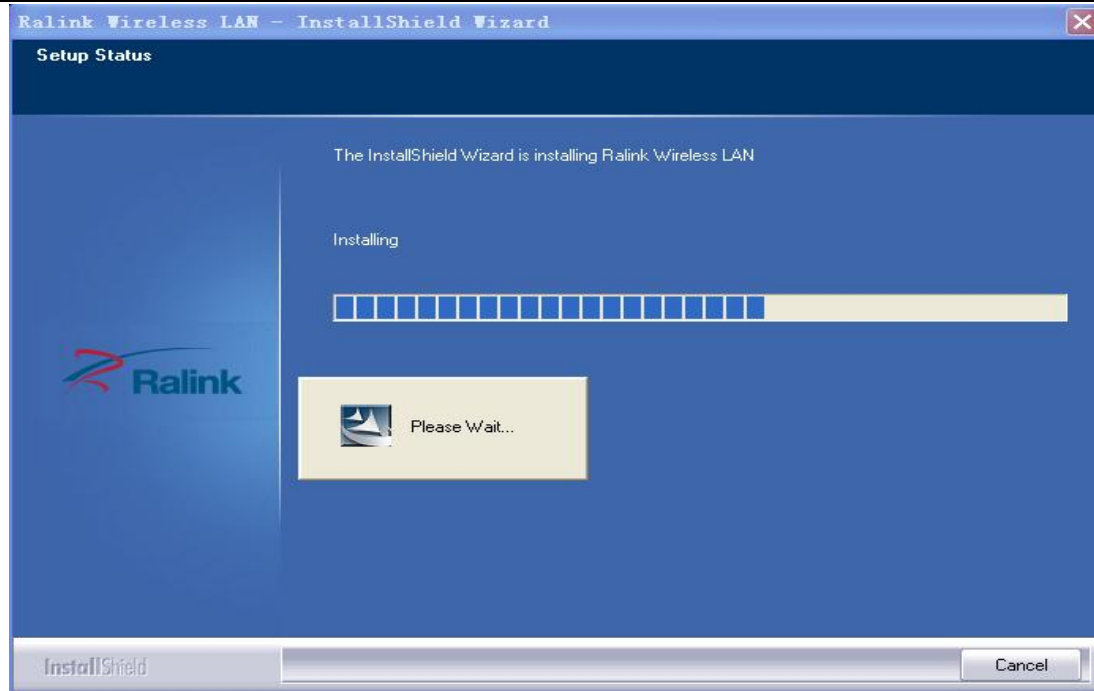 Ralink Wireless LAN - InstallShield Wizard
Setup Status
The InstallShield Wizard is installing Ralink Wireless LAN
Installing
Ralink
Please Wait...
InstallShield
Cancel